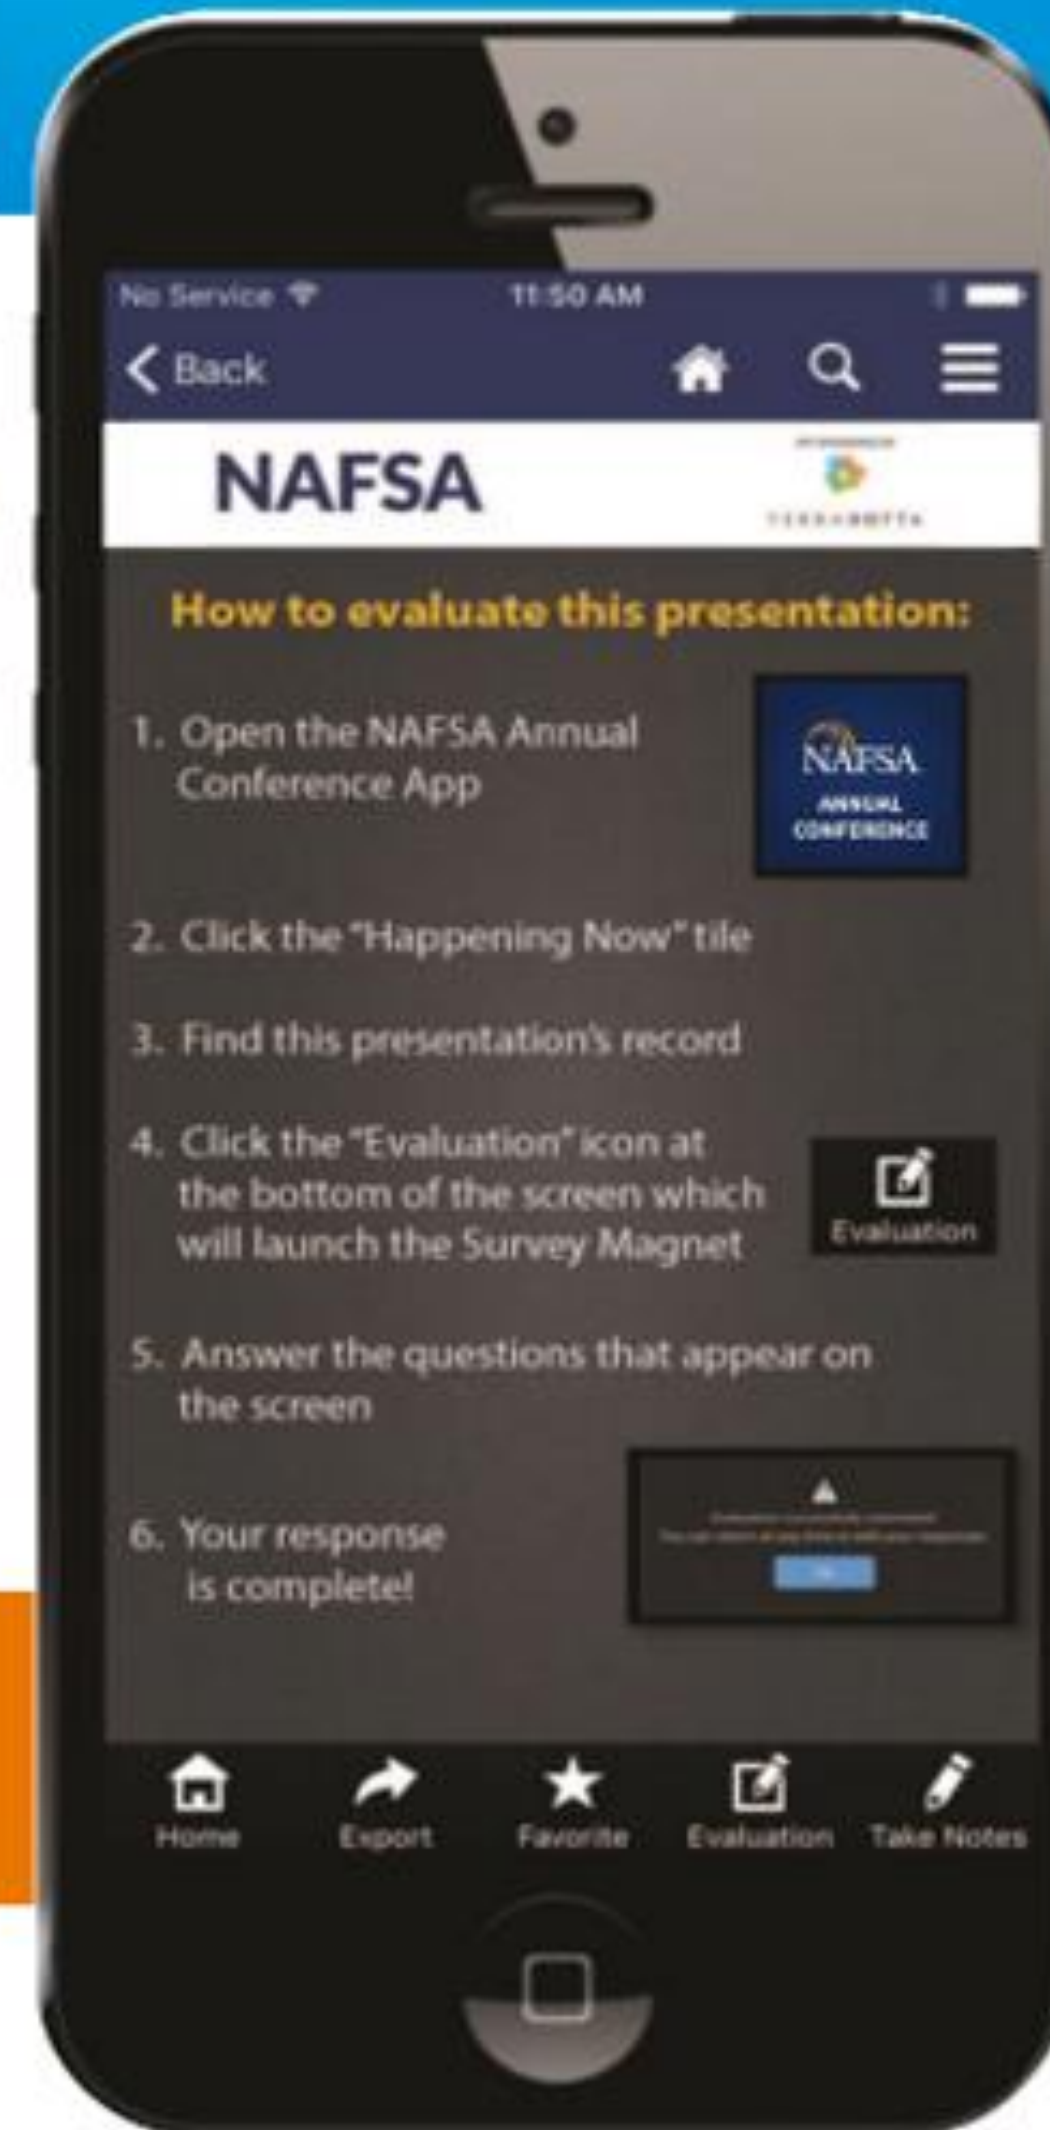 No Service
11:50 AM
Back
NAFSA
TERRADOTTA
How to evaluate this presentation:
1. Open the NAFSA Annual
Conference App
NAFSA
ANNUAL
CONFERENCE
2. Click the "Happening Now" tile
3. Find this presentation's record
4. Click the "Evaluation" icon at
the bottom of the screen which
will launch the Survey Magnet
Evaluation
5. Answer the questions that appear on
the screen
6. Your response
is complete!
Home
Export
Favorite
Evaluation
Take Notes